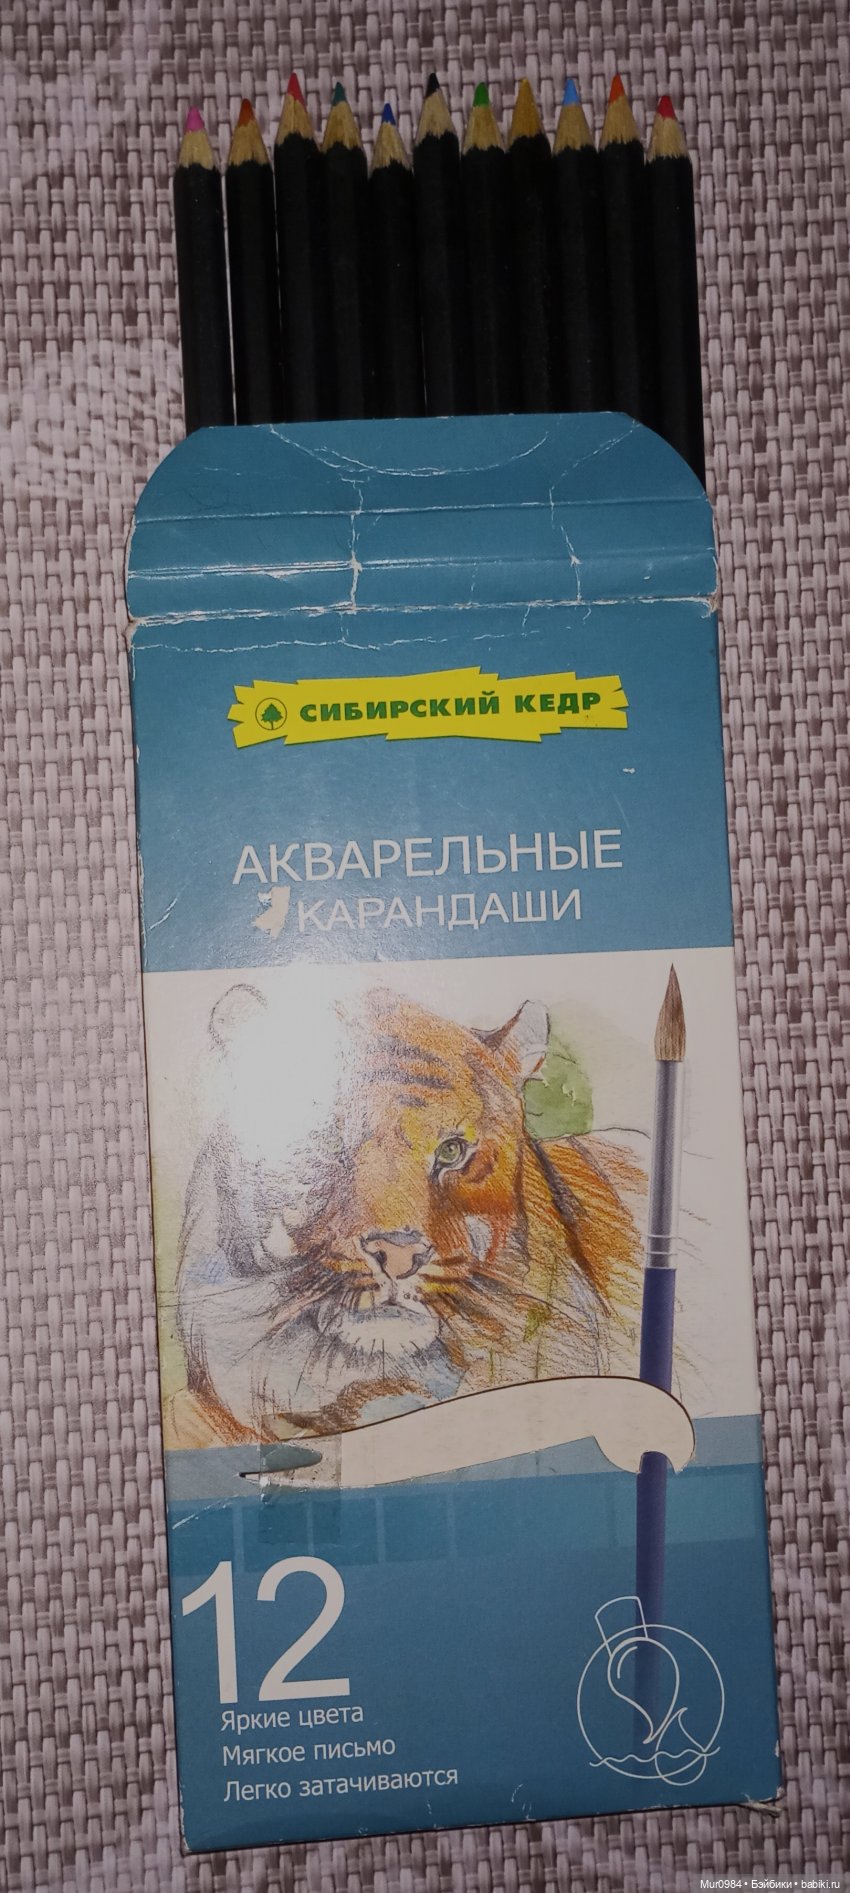 СИБИРСКИЙ КЕДР
АКВАРЕЛЬНЫЕ
КАРАНДАШИ
12
Яркие цвета
Мягкое письмо
Легко затачиваются
Mur0984 • Бэйбики • babiki.ru